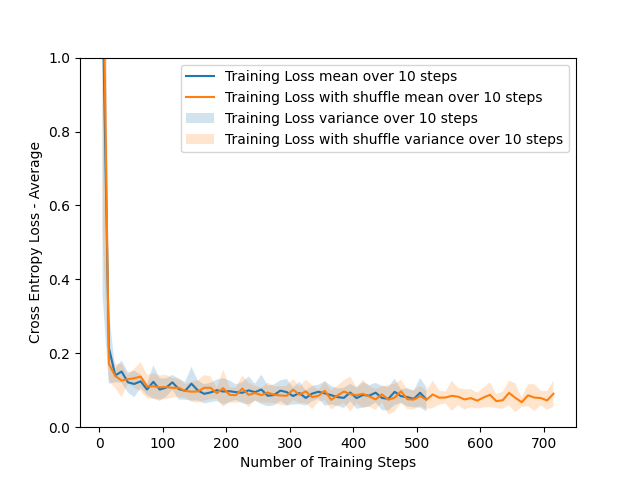 Training Loss mean over 10 steps
Training Loss with shuffle mean over 10 steps
Training Loss variance over 10 steps
Training Loss with shuffle variance over 10 steps
Cross Entropy Loss - Average
1.0
0.8
0.6
0.4
0.2
0.0
0 100 200 300 400 500 600 700
Number of Training Steps